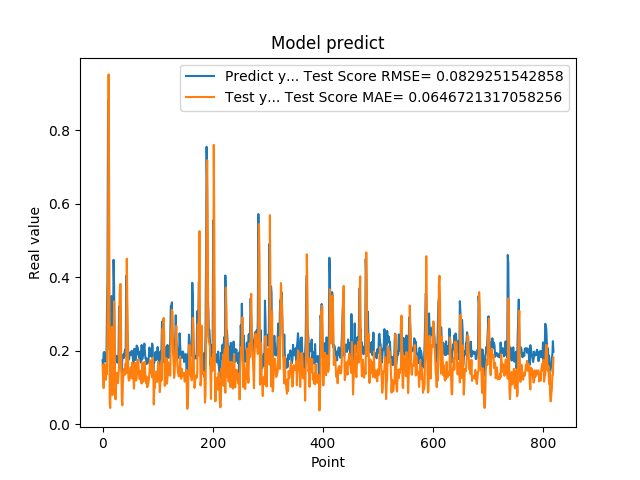 Model predict
Predict y... Test Score RMSE= 0.0829251542858
Test y... Test Score MAE= 0.0646721317058256
Real value
0.8
0.6
0.4
0.2
0.0
0 200 400 600 800
Point